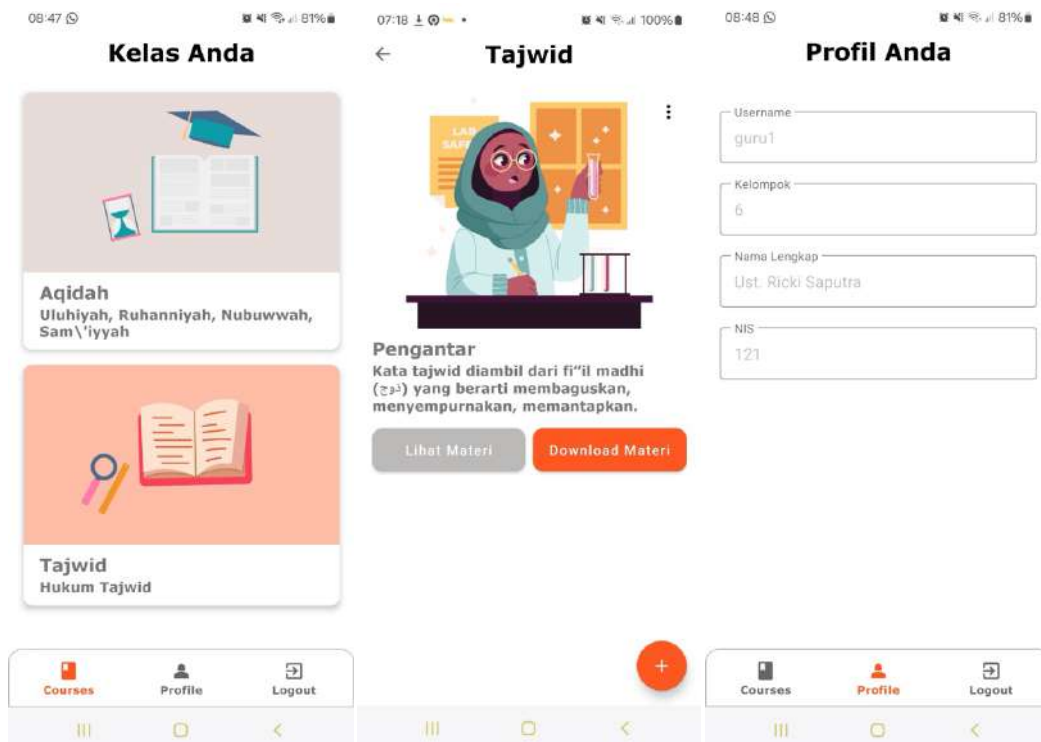 08:47 81%
Kelas Anda
Aqidah
Uluhiyah, Ruhanniyah, Nubuwwah,
Sam\'iyyah
Tajwid
Hukum Tajwid
Courses Profile Logout
07:18 100%
Tajwid
LAB
SAFE
Pengantar
Kata tajwid diambil dari fi"il madhi
() yang berarti membaguskan,
menyempurnakan, memantapkan.
Lihat Materi Download Materi
+
08:48 81%
Profil Anda
Username
guru1
Kelompok
6
Nama Lengkap
Ust. Ricki Saputra
NIS
121
Courses Profile Logout